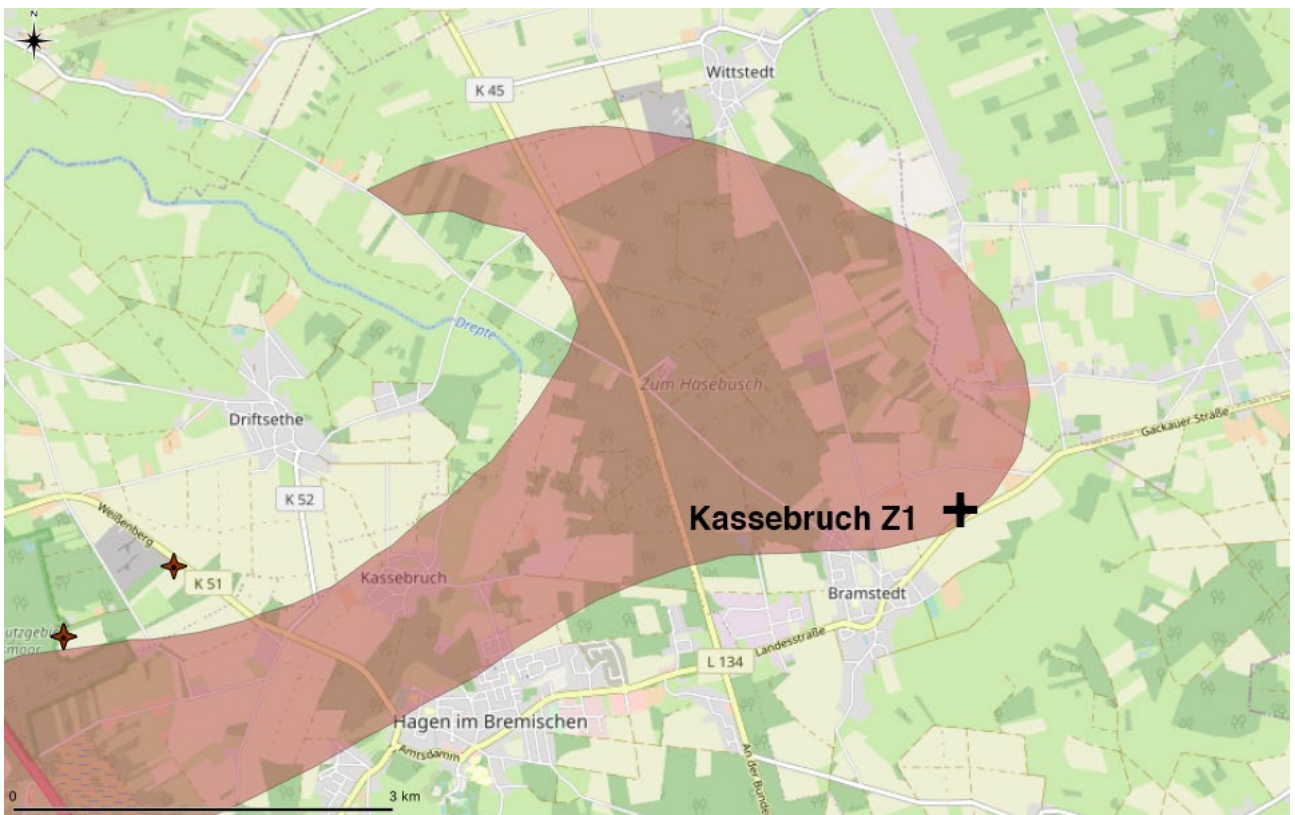 N
Wittstedt
K 45
Drepte
Zum Hasebusch
Driftsethe
Gackauer Straße
K 52
Weißenberg
Kassebruch Z1
Kassebruch
K 51
Bramstedt
Landesstraße
L 134
Hagen im Bremischen
Amtsdamm
An der Bunde
0
3 km